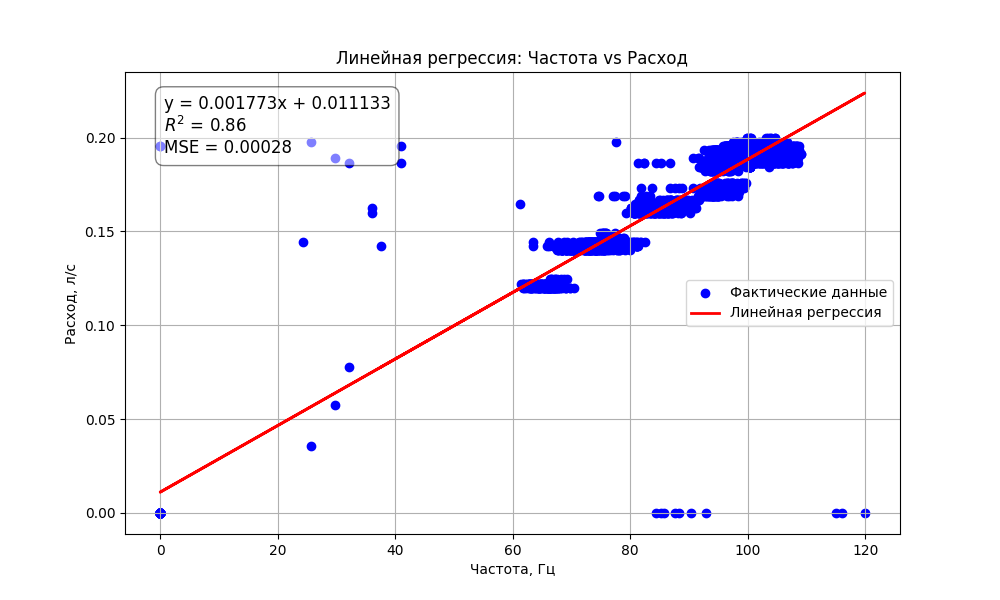 Линейная регрессия: Частота vs Расход
y = 0.001773x + 0.011133
R² = 0.86
MSE = 0.00028
Расход, л/с
0.20
0.15
0.10
0.05
0.00
Фактические данные
Линейная регрессия
0 20 40 60 80 100 120
Частота, Гц